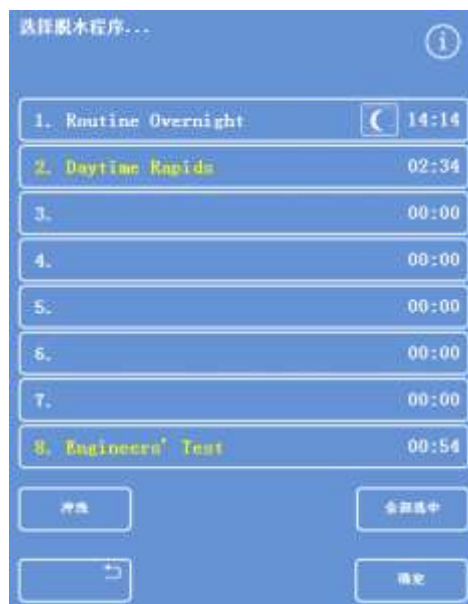 选择脱水程序...
1. Routine Overnight 14:14
2. Daytime Rapids 02:34
3. 00:00
4. 00:00
5. 00:00
6. 00:00
7. 00:00
8. Engineers' Test 00:54
冲洗 全部选中
确定